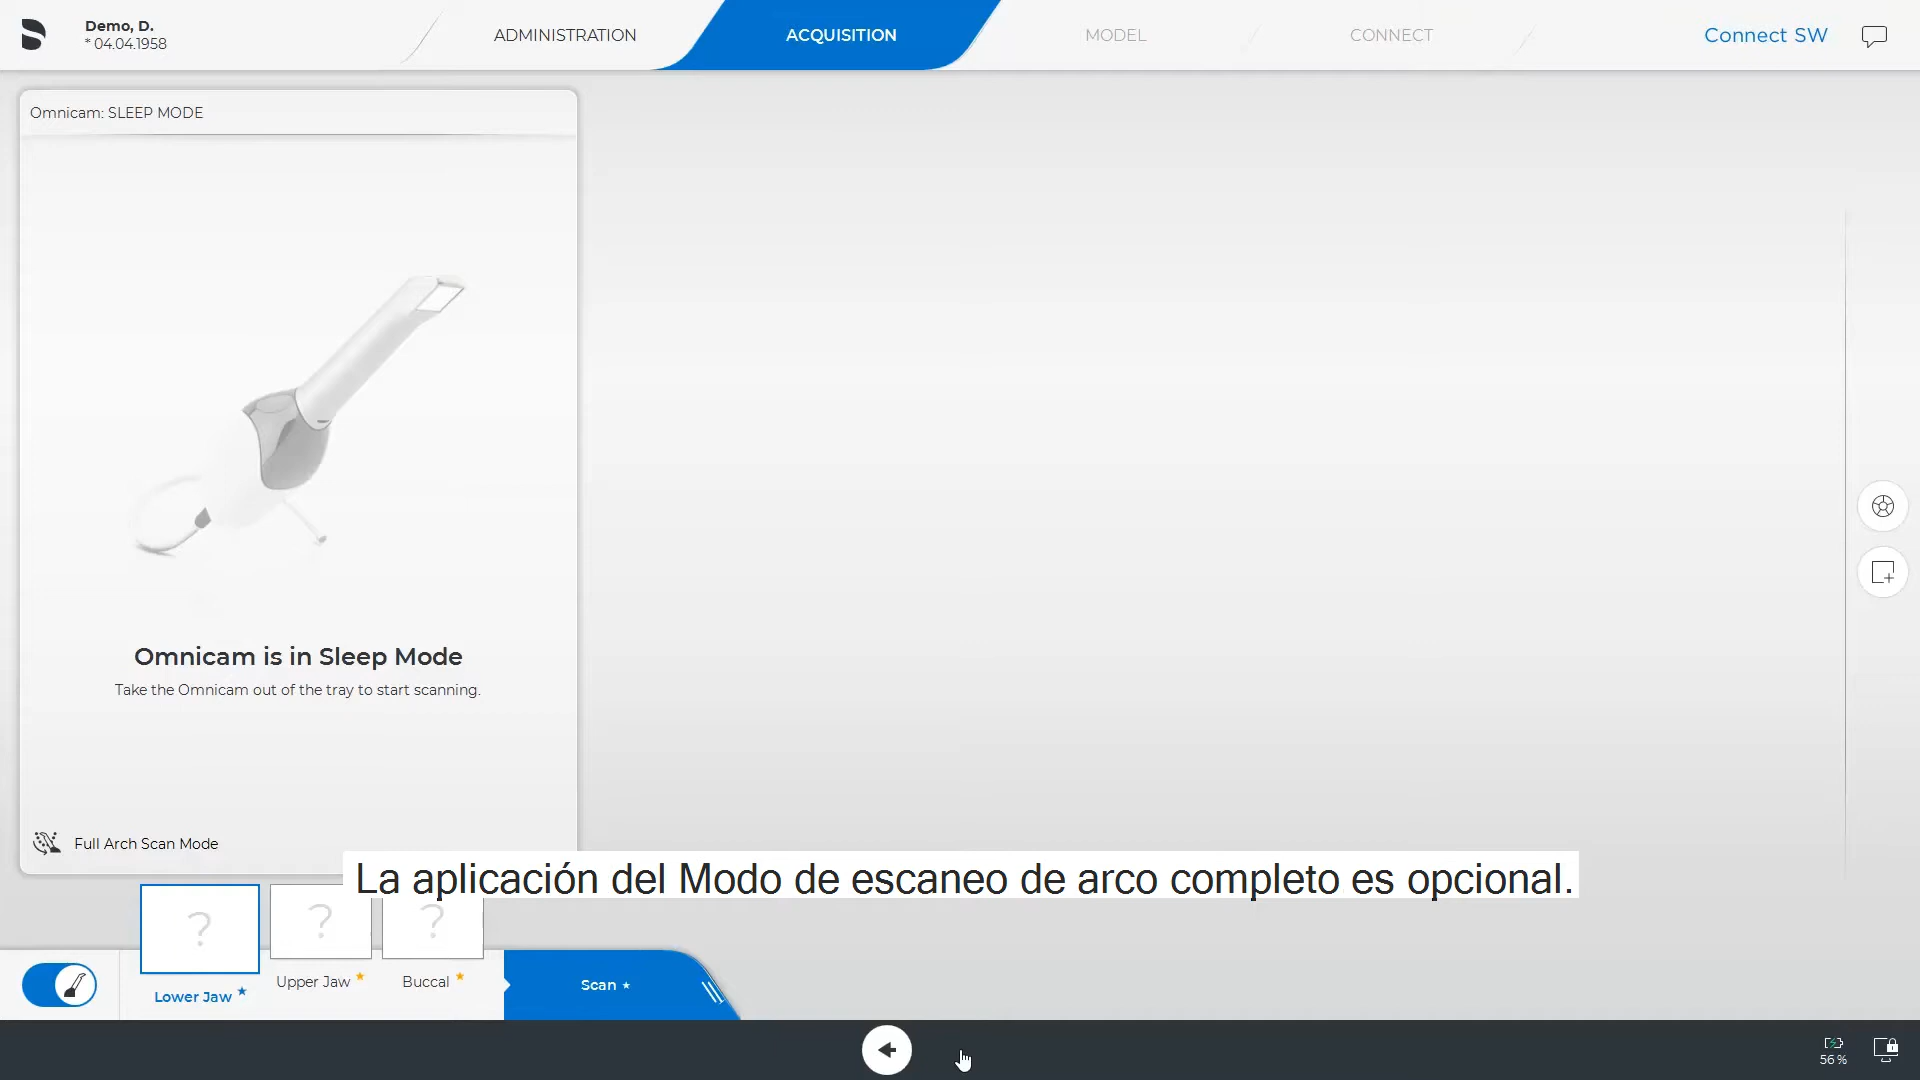 Demo, D.
* 04.04.1958
ADMINISTRATION
ACQUISITION
MODEL
CONNECT
Connect SW
Omnicam: SLEEP MODE
Omnicam is in Sleep Mode
Take the Omnicam out of the tray to start scanning.
Full Arch Scan Mode
La aplicación del Modo de escaneo de arco completo es opcional.
? ? ?
Lower Jaw ★
Upper Jaw ★
Buccal ★
Scan ★
56 %